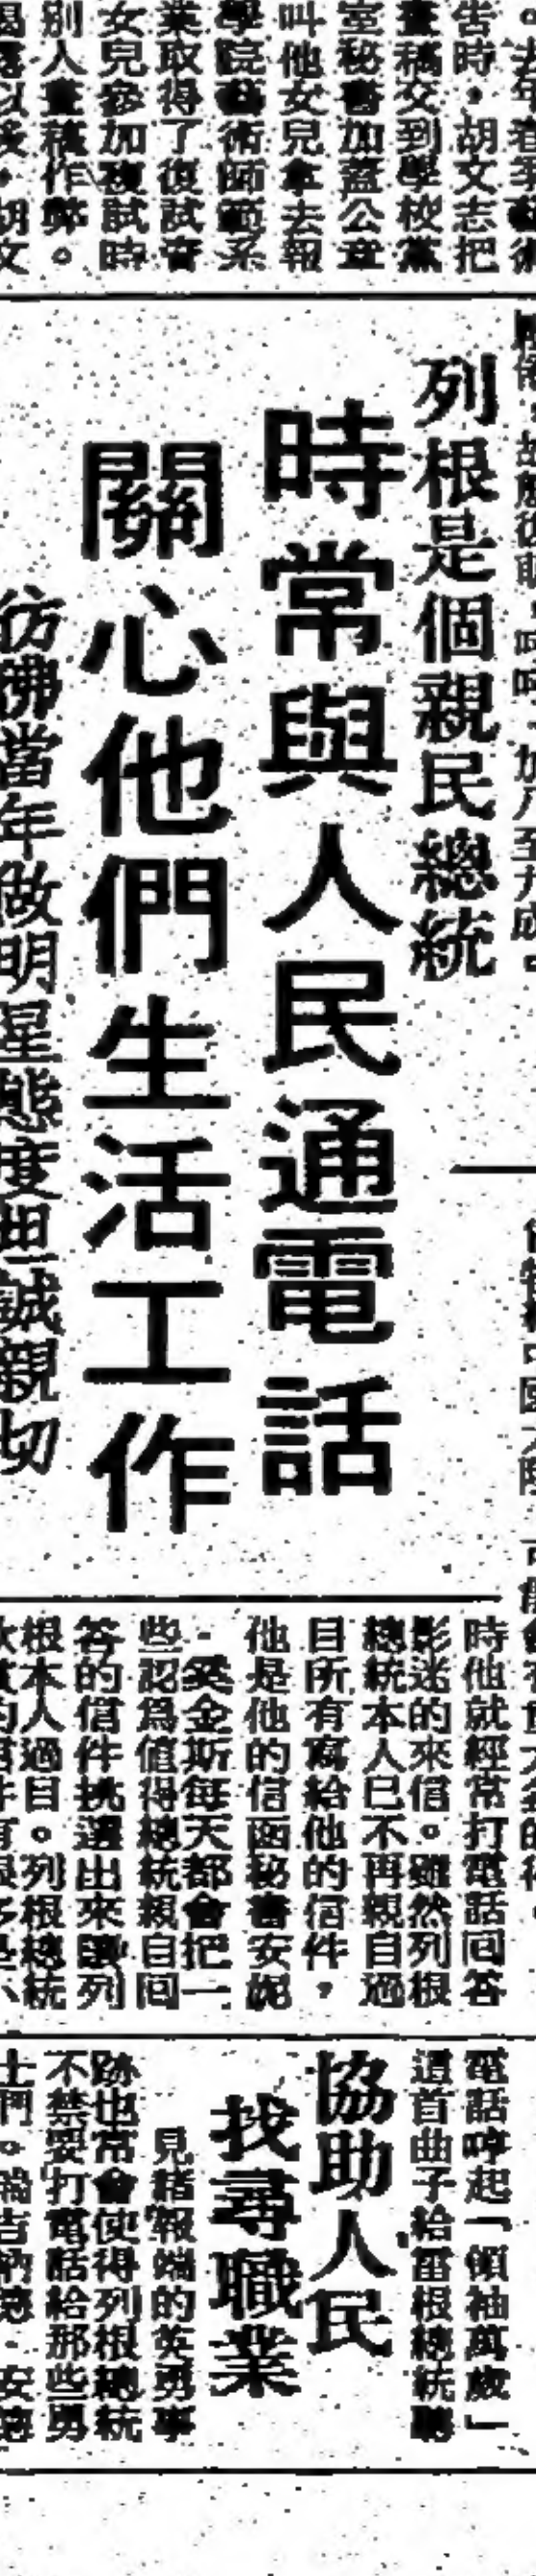 告時，胡文志把
畫稿交到學校黨
室秘書加蓋公章
叫他女兒拿去報
學院藝術師範系
業取得了復試資
女兒參加複試時
別人畫稿作弊。
列根是個親民總統
時常與人民通電話
關心他們生活工作
彷彿當年做明星態度坦誠親切
時他就經常打電話回答
影迷的來信。雖然列根
總統本人已不再親自過
目所有寫給他的信件，
他是他的信函秘書安妮
·吳金斯每天都會把一
些認為值得總統親自回
答的信件挑選出來讓列
根本人過目。列根總統
電話哼起「領袖萬歲」
這首曲子給雷根總統聽
協助人民
找尋職業
見諸報端的英勇事
跡也常會使得列根總統
不禁要打電話給那些勇